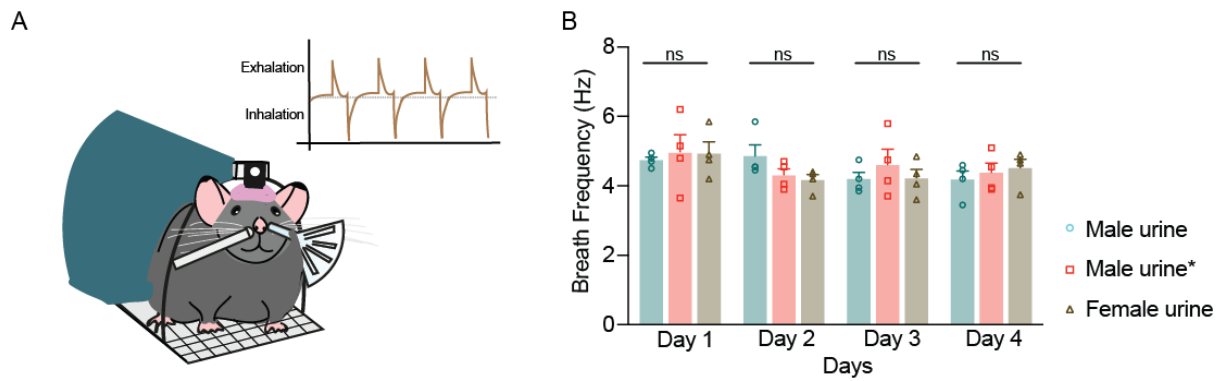 A
Exhalation
Inhalation
B
Breath Frequency (Hz)
8
6
4
2
0
ns ns ns ns
Day 1 Day 2 Day 3 Day 4
Days
Male urine
Male urine*
Female urine